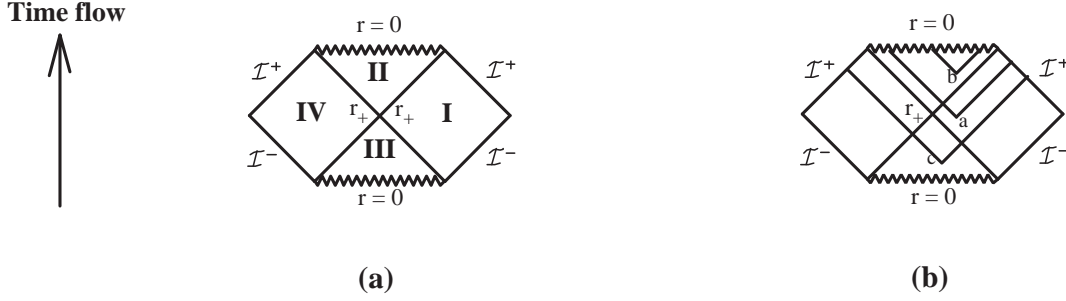 Time flow
r = 0
II
ℐ+
ℐ+
IV
r+
r+
I
III
ℐ−
ℐ−
r = 0
(a)
r = 0
ℐ+
ℐ+
b
r+
a
c
ℐ−
ℐ−
r = 0
(b)